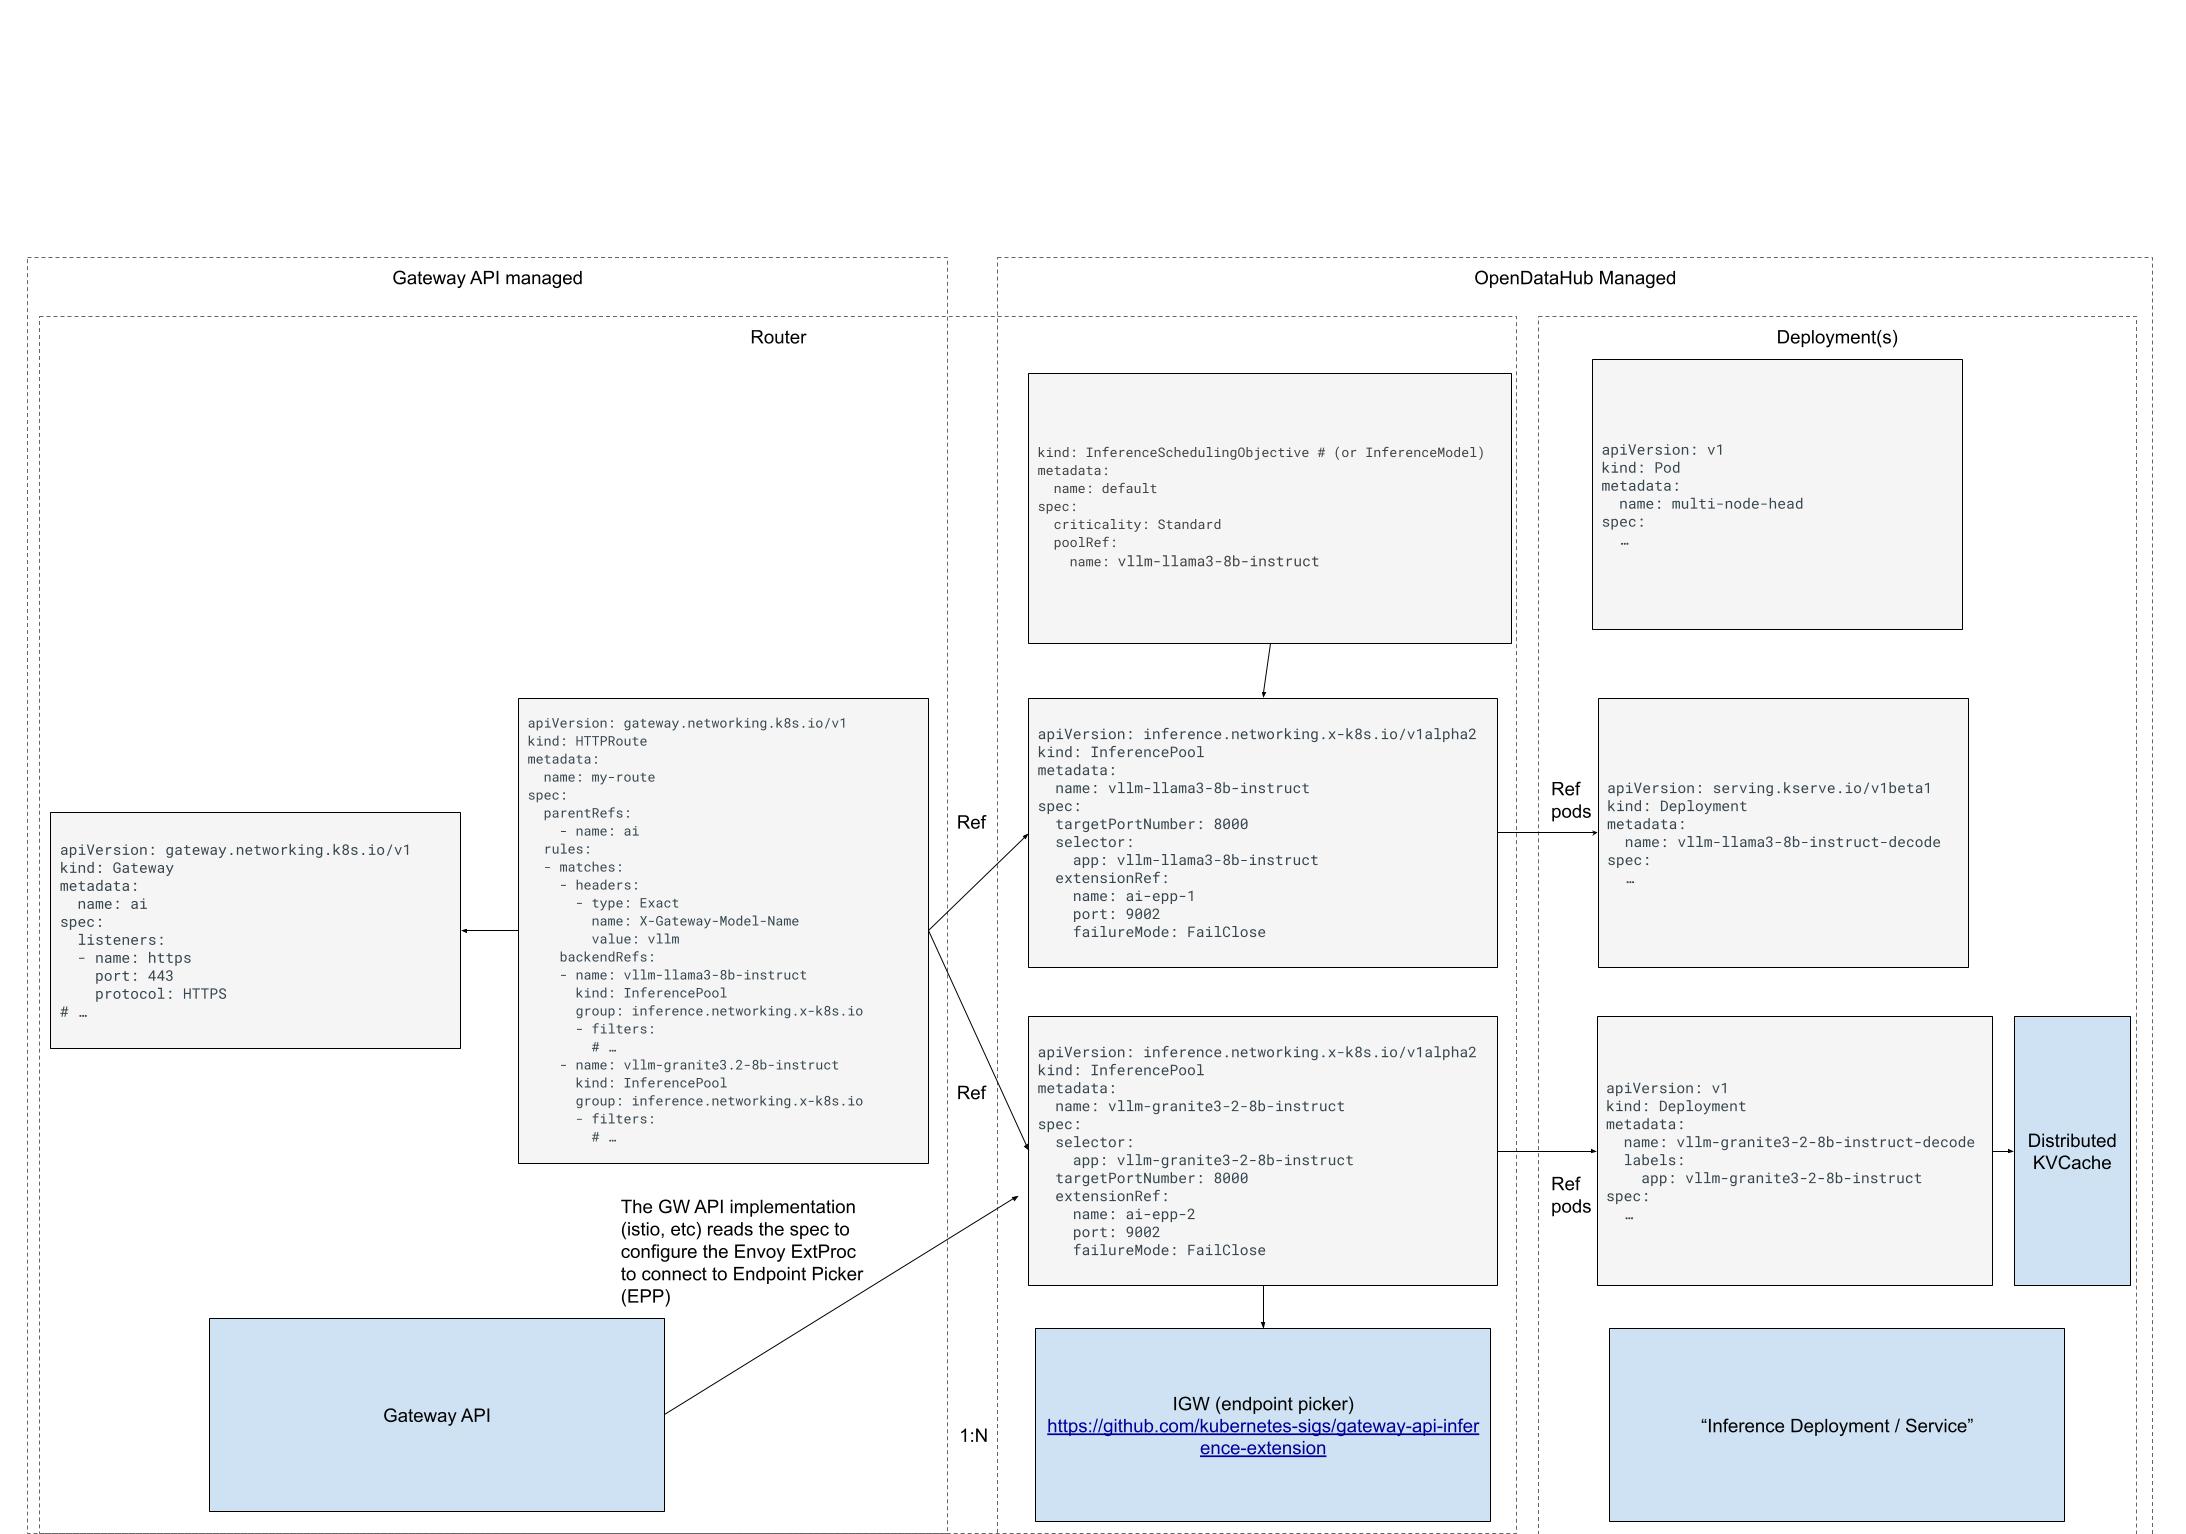 Gateway API managed
OpenDataHub Managed
Router
Deployment(s)
kind: InferenceSchedulingObjective # (or InferenceModel)
metadata:
  name: default
spec:
  criticality: Standard
  poolRef:
    name: vllm-llama3-8b-instruct
apiVersion: v1
kind: Pod
metadata:
  name: multi-node-head
spec:
  …
apiVersion: gateway.networking.k8s.io/v1
kind: Gateway
metadata:
  name: ai
spec:
  listeners:
  - name: https
    port: 443
    protocol: HTTPS
# …
apiVersion: gateway.networking.k8s.io/v1
kind: HTTPRoute
metadata:
  name: my-route
spec:
  parentRefs:
    - name: ai
  rules:
  - matches:
    - headers:
      - type: Exact
        name: X-Gateway-Model-Name
        value: vllm
    backendRefs:
    - name: vllm-llama3-8b-instruct
      kind: InferencePool
      group: inference.networking.x-k8s.io
      - filters:
        # …
    - name: vllm-granite3.2-8b-instruct
      kind: InferencePool
      group: inference.networking.x-k8s.io
      - filters:
        # …
Ref
Ref
apiVersion: inference.networking.x-k8s.io/v1alpha2
kind: InferencePool
metadata:
  name: vllm-llama3-8b-instruct
spec:
  targetPortNumber: 8000
  selector:
    app: vllm-llama3-8b-instruct
  extensionRef:
    name: ai-epp-1
    port: 9002
    failureMode: FailClose
Ref
pods
apiVersion: serving.kserve.io/v1beta1
kind: Deployment
metadata:
  name: vllm-llama3-8b-instruct-decode
spec:
  …
apiVersion: inference.networking.x-k8s.io/v1alpha2
kind: InferencePool
metadata:
  name: vllm-granite3-2-8b-instruct
spec:
  selector:
    app: vllm-granite3-2-8b-instruct
  targetPortNumber: 8000
  extensionRef:
    name: ai-epp-2
    port: 9002
    failureMode: FailClose
Ref
pods
apiVersion: v1
kind: Deployment
metadata:
  name: vllm-granite3-2-8b-instruct-decode
  labels:
    app: vllm-granite3-2-8b-instruct
spec:
  …
Distributed
KVCache
The GW API implementation
(istio, etc) reads the spec to
configure the Envoy ExtProc
to connect to Endpoint Picker
(EPP)
Gateway API
1:N
IGW (endpoint picker)
https://github.com/kubernetes-sigs/gateway-api-infer
ence-extension
“Inference Deployment / Service”